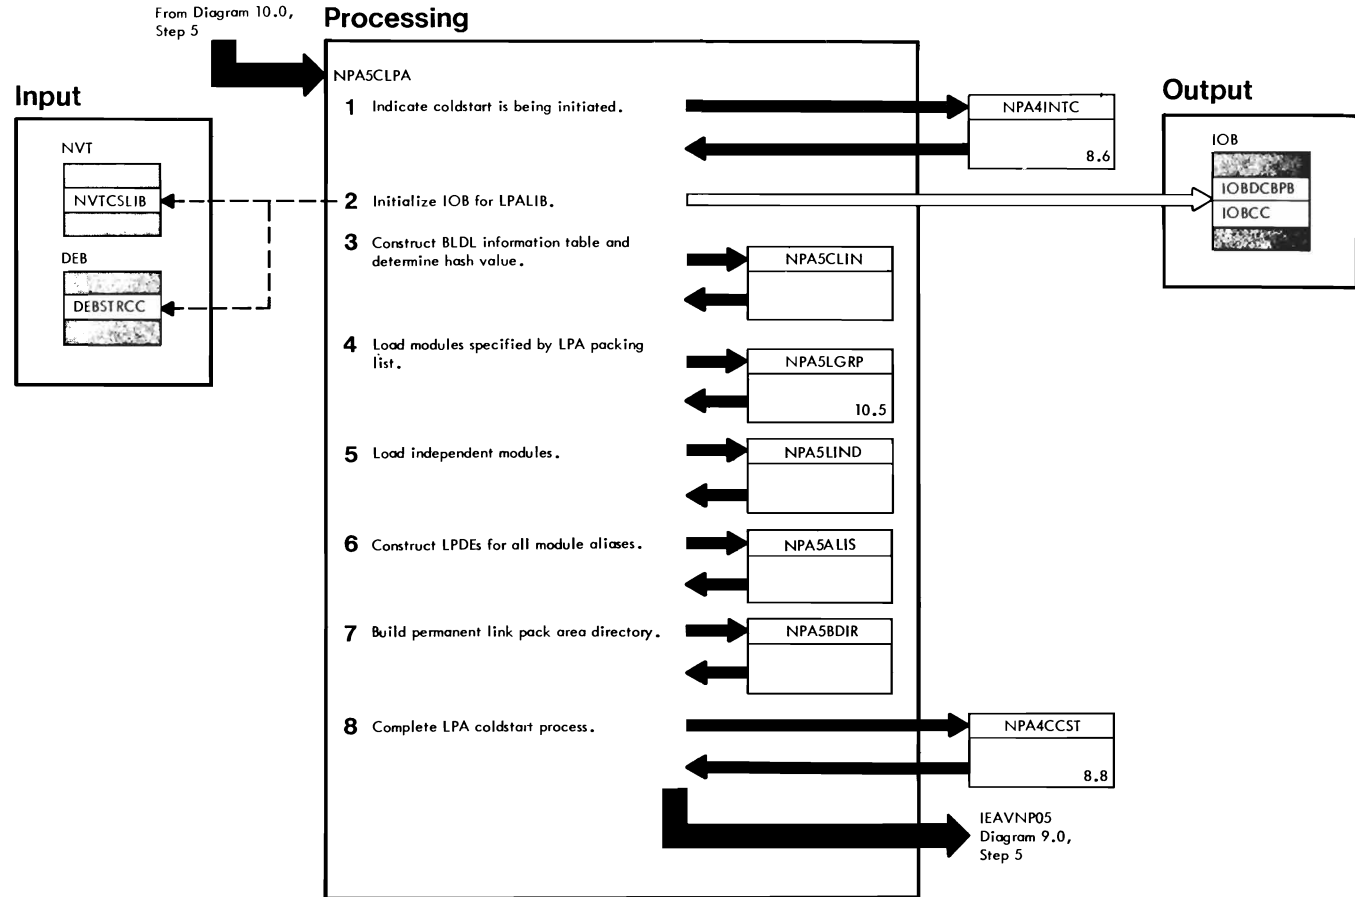 From Diagram 10.0,
Step 5
Processing
NPA5CLPA
Input
NVT
NVTCSLIB
DEB
DEBSTRCC
1 Indicate coldstart is being initiated.
NPA4INTC
8.6
Output
IOB
IOBDCBPB
IOBCC
2 Initialize IOB for LPALIB.
3 Construct BLDL information table and
determine hash value.
NPA5CLIN
4 Load modules specified by LPA packing
list.
NPA5LGRP
10.5
5 Load independent modules.
NPA5LIND
6 Construct LPDEs for all module aliases.
NPA5ALIS
7 Build permanent link pack area directory.
NPA5BDIR
8 Complete LPA coldstart process.
NPA4CCST
8.8
IEAVNP05
Diagram 9.0,
Step 5